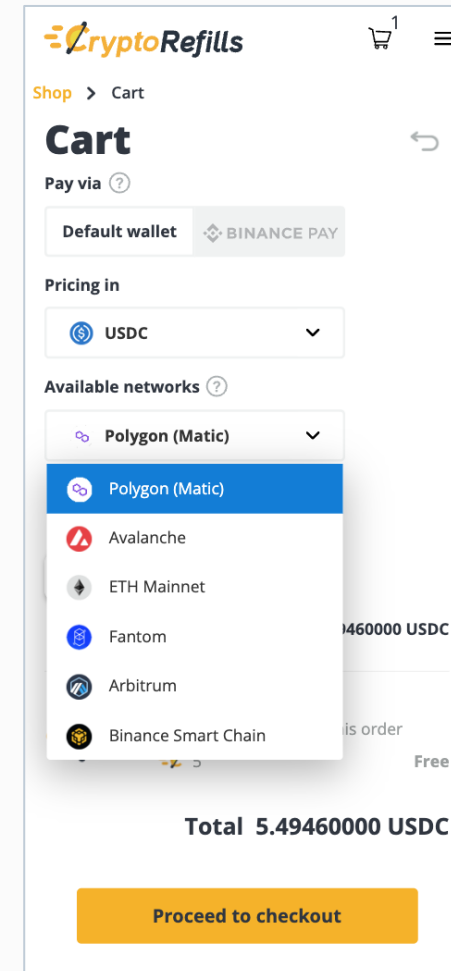 CryptoRefills
1
Shop > Cart
Cart
Pay via ?
Default wallet BINANCE PAY
Pricing in
USDC
Available networks ?
Polygon (Matic)
Polygon (Matic)
Avalanche
ETH Mainnet
Fantom
Arbitrum
9460000 USDC
Binance Smart Chain
is order
5 Free
Total 5.49460000 USDC
Proceed to checkout